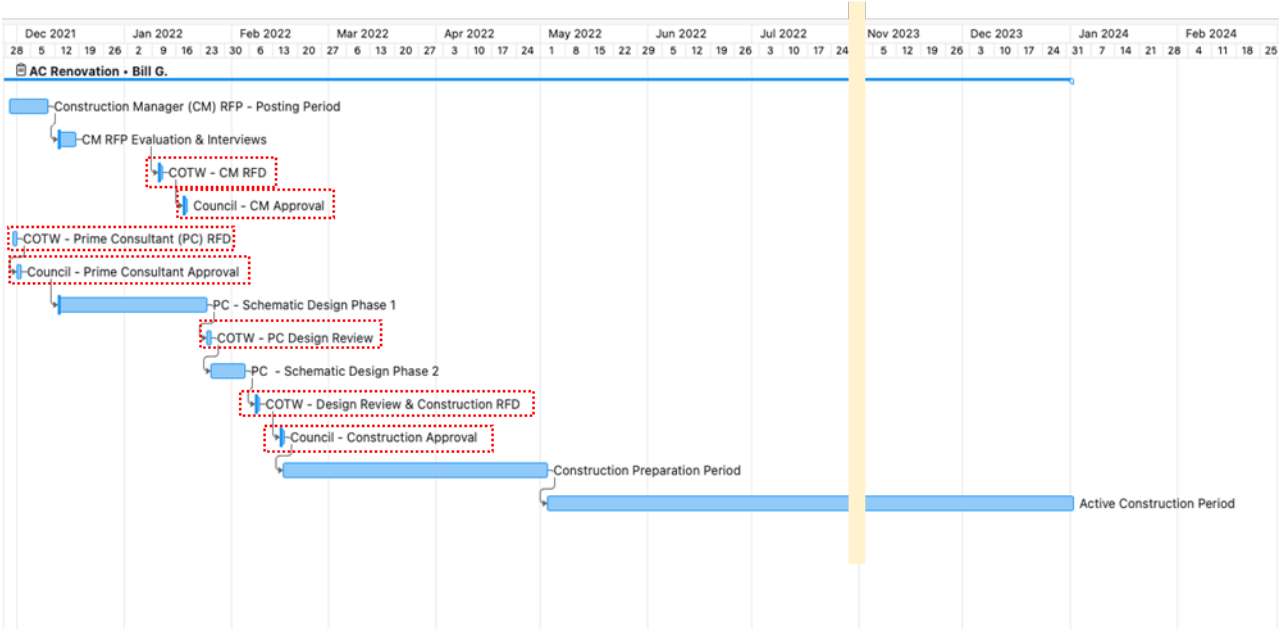 Dec 2021 Jan 2022 Feb 2022 Mar 2022 Apr 2022 May 2022 Jun 2022 Jul 2022 Nov 2023 Dec 2023 Jan 2024 Feb 2024
28 5 12 19 26 2 9 16 23 30 6 13 20 27 6 13 20 27 3 10 17 24 1 8 15 22 29 5 12 19 26 3 10 17 24 5 12 19 26 3 10 17 24 31 7 14 21 28 4 11 18 25
AC Renovation • Bill G.
Construction Manager (CM) RFP - Posting Period
CM RFP Evaluation & Interviews
COTW - CM RFD
Council - CM Approval
COTW - Prime Consultant (PC) RFD
Council - Prime Consultant Approval
PC - Schematic Design Phase 1
COTW - PC Design Review
PC - Schematic Design Phase 2
COTW - Design Review & Construction RFD
Council - Construction Approval
Construction Preparation Period
Active Construction Period